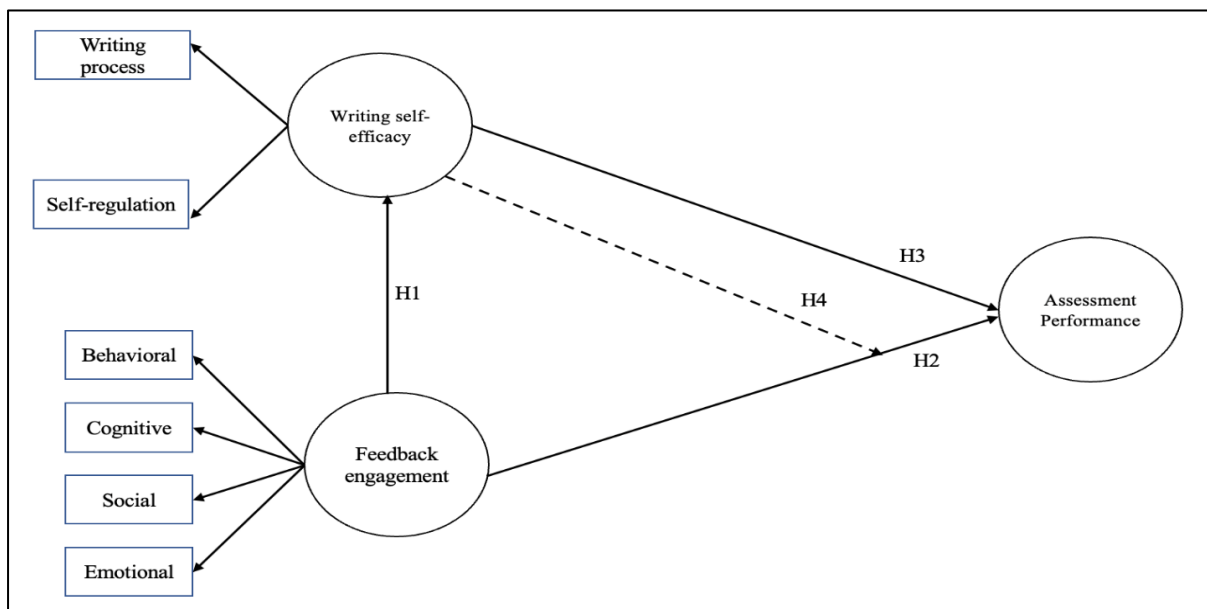 Writing
process
Writing self-
efficacy
Self-regulation
H3
H1
H4
Assessment
Performance
H2
Behavioral
Cognitive
Feedback
engagement
Social
Emotional